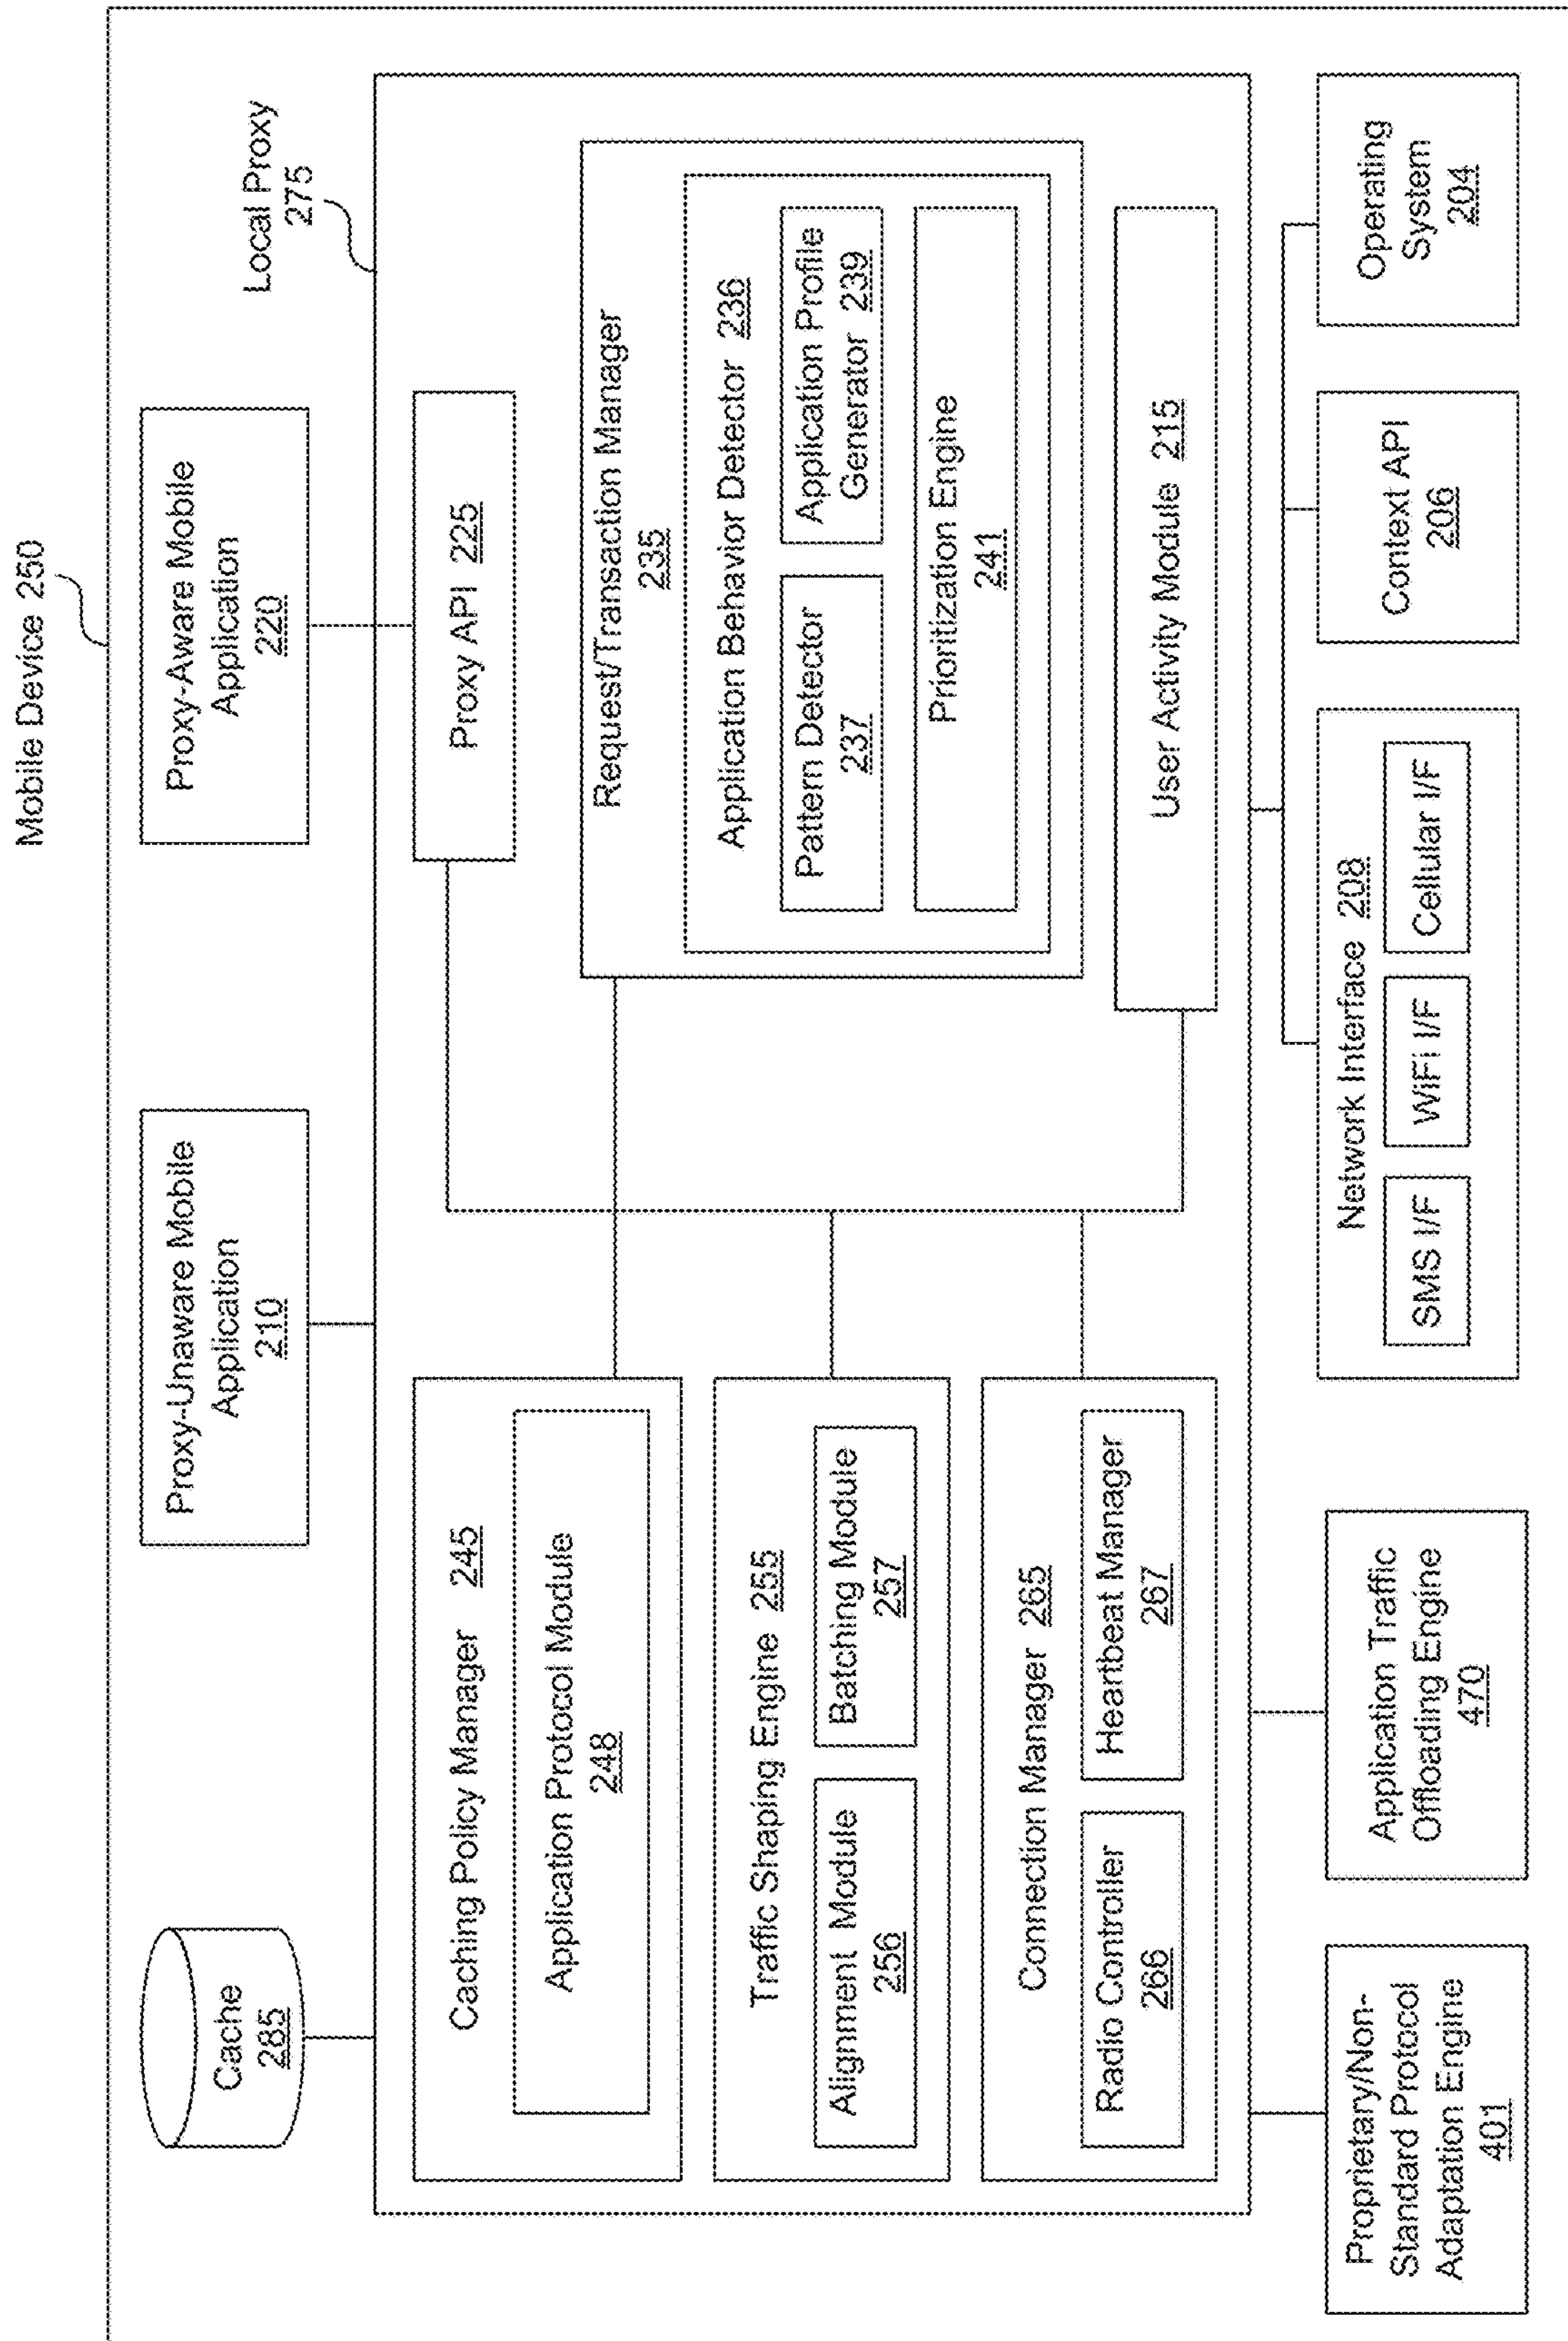 Mobile Device 250
Cache
285
Proxy-Unaware Mobile
Application
210
Proxy-Aware Mobile
Application
220
Local Proxy
275
Caching Policy Manager 245
Application Protocol Module
248
Traffic Shaping Engine 255
Alignment Module
256
Batching Module
257
Connection Manager 265
Radio Controller
266
Heartbeat Manager
267
Proxy API 225
Request/Transaction Manager
235
Application Behavior Detector 236
Pattern Detector
237
Application Profile
Generator 239
Prioritization Engine
241
User Activity Module 215
Proprietary/Non-
Standard Protocol
Adaptation Engine
401
Application Traffic
Offloading Engine
470
Network Interface 208
SMS I/F
WiFi I/F
Cellular I/F
Context API
206
Operating
System
204